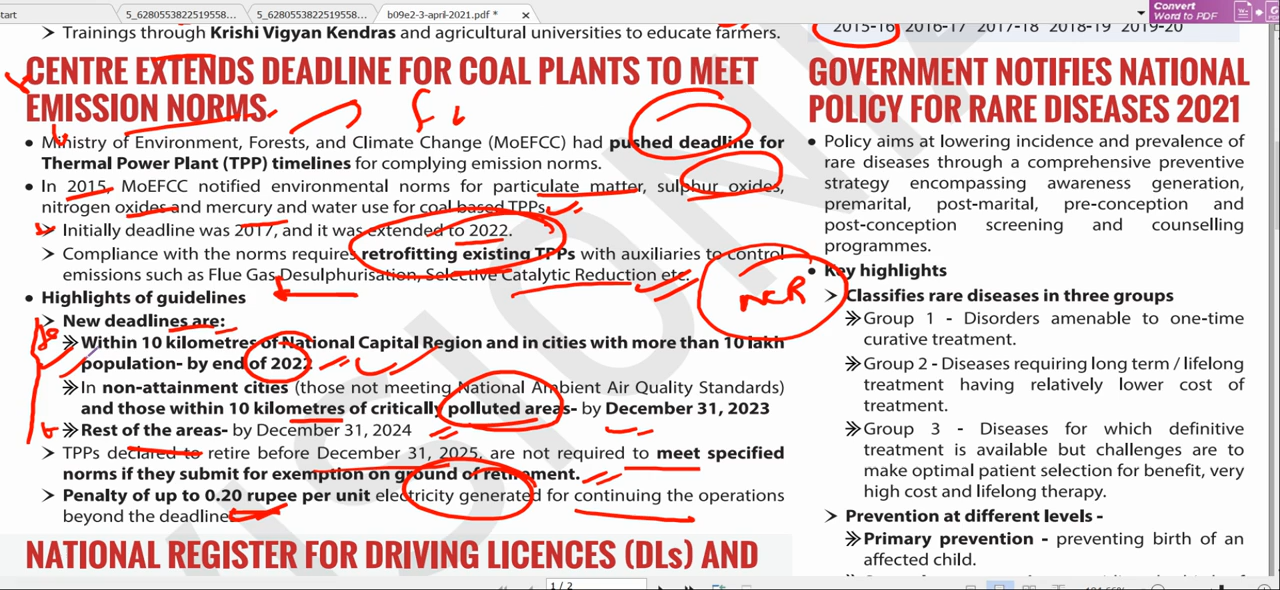 start
5_6280553822519558...
5_6280553822519558...
b09e2-3-april-2021.pdf *
Convert
Word to PDF
➤ Trainings through Krishi Vigyan Kendras and agricultural universities to educate farmers.
CENTRE EXTENDS DEADLINE FOR COAL PLANTS TO MEET
EMISSION NORMS
• Ministry of Environment, Forests, and Climate Change (MoEFCC) had pushed deadline for
Thermal Power Plant (TPP) timelines for complying emission norms.
• In 2015, MoEFCC notified environmental norms for particulate matter, sulphur oxides,
nitrogen oxides and mercury and water use for coal based TPPs.
➤ Initially deadline was 2017, and it was extended to 2022.
➤ Compliance with the norms requires retrofitting existing TPPs with auxiliaries to control
emissions such as Flue Gas Desulphurisation, Selective Catalytic Reduction etc.
• Highlights of guidelines
➤ New deadlines are:
⨠ Within 10 kilometres of National Capital Region and in cities with more than 10 lakh
population- by end of 2022
⨠ In non-attainment cities (those not meeting National Ambient Air Quality Standards)
and those within 10 kilometres of critically polluted areas- by December 31, 2023
⨠ Rest of the areas- by December 31, 2024
➤ TPPs declared to retire before December 31, 2025, are not required to meet specified
norms if they submit for exemption on ground of retirement.
➤ Penalty of up to 0.20 rupee per unit electricity generated for continuing the operations
beyond the deadline
NATIONAL REGISTER FOR DRIVING LICENCES (DLs) AND
NCR
2015-16 2016-17 2017-18 2018-19 2019-20
GOVERNMENT NOTIFIES NATIONAL
POLICY FOR RARE DISEASES 2021
• Policy aims at lowering incidence and prevalence of
rare diseases through a comprehensive preventive
strategy encompassing awareness generation,
premarital, post-marital, pre-conception and
post-conception screening and counselling
programmes.
• Key highlights
➤ Classifies rare diseases in three groups
⨠ Group 1 - Disorders amenable to one-time
curative treatment.
⨠ Group 2 - Diseases requiring long term / lifelong
treatment having relatively lower cost of
treatment.
⨠ Group 3 - Diseases for which definitive
treatment is available but challenges are to
make optimal patient selection for benefit, very
high cost and lifelong therapy.
➤ Prevention at different levels -
⨠ Primary prevention - preventing birth of an
affected child.
1 / 2